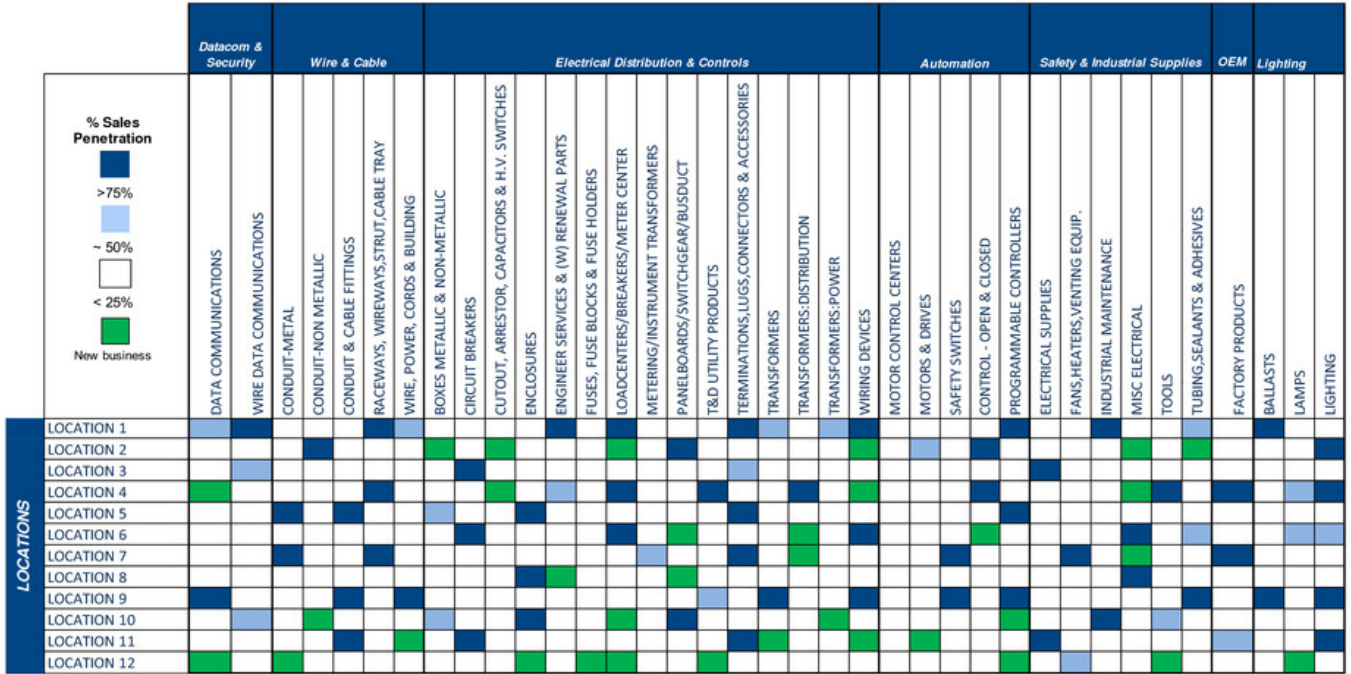 Datacom &
Security
Wire & Cable
Electrical Distribution & Controls
Automation
Safety & Industrial Supplies
OEM
Lighting
% Sales
Penetration
>75%
~ 50%
< 25%
New business
DATA COMMUNICATIONS
WIRE DATA COMMUNICATIONS
CONDUIT-METAL
CONDUIT-NON METALLIC
CONDUIT & CABLE FITTINGS
RACEWAYS, WIREWAYS,STRUT,CABLE TRAY
WIRE, POWER, CORDS & BUILDING
BOXES METALLIC & NON-METALLIC
CIRCUIT BREAKERS
CUTOUT, ARRESTOR, CAPACITORS & H.V. SWITCHES
ENCLOSURES
ENGINEER SERVICES & (W) RENEWAL PARTS
FUSES, FUSE BLOCKS & FUSE HOLDERS
LOADCENTERS/BREAKERS/METER CENTER
METERING/INSTRUMENT TRANSFORMERS
PANELBOARDS/SWITCHGEAR/BUSDUCT
T&D UTILITY PRODUCTS
TERMINATIONS,LUGS,CONNECTORS & ACCESSORIES
TRANSFORMERS
TRANSFORMERS:DISTRIBUTION
TRANSFORMERS:POWER
WIRING DEVICES
MOTOR CONTROL CENTERS
MOTORS & DRIVES
SAFETY SWITCHES
CONTROL - OPEN & CLOSED
PROGRAMMABLE CONTROLLERS
ELECTRICAL SUPPLIES
FANS,HEATERS,VENTING EQUIP.
INDUSTRIAL MAINTENANCE
MISC ELECTRICAL
TOOLS
TUBING,SEALANTS & ADHESIVES
FACTORY PRODUCTS
BALLASTS
LAMPS
LIGHTING
LOCATIONS
LOCATION 1
LOCATION 2
LOCATION 3
LOCATION 4
LOCATION 5
LOCATION 6
LOCATION 7
LOCATION 8
LOCATION 9
LOCATION 10
LOCATION 11
LOCATION 12